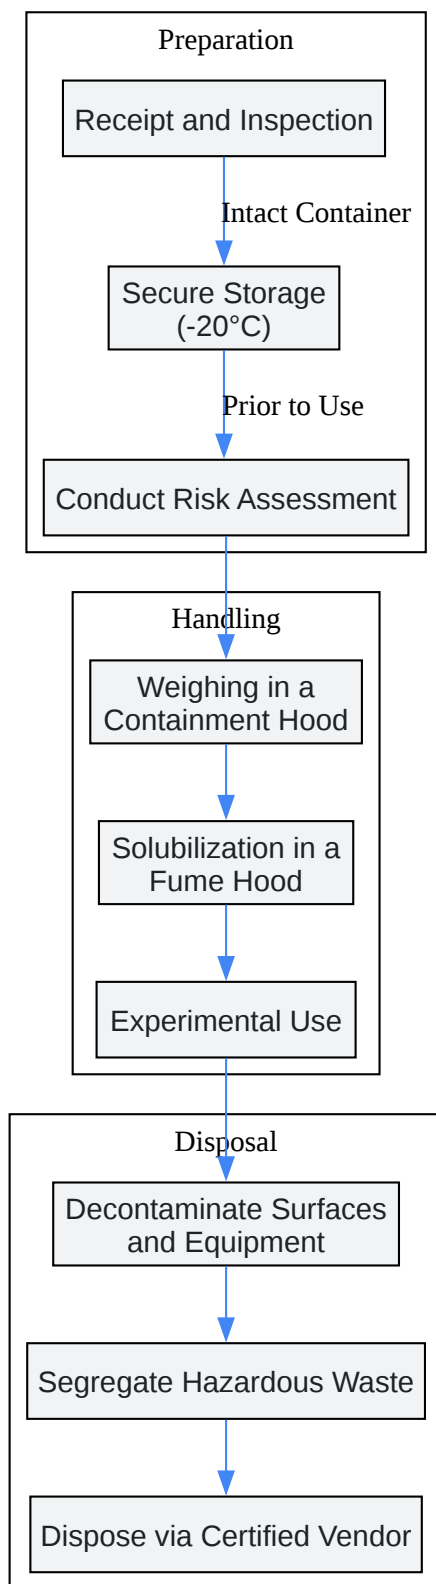 Preparation
Receipt and Inspection
Intact Container
Secure Storage
(-20°C)
Prior to Use
Conduct Risk Assessment
Handling
Weighing in a
Containment Hood
Solubilization in a
Fume Hood
Experimental Use
Disposal
Decontaminate Surfaces
and Equipment
Segregate Hazardous Waste
Dispose via Certified Vendor